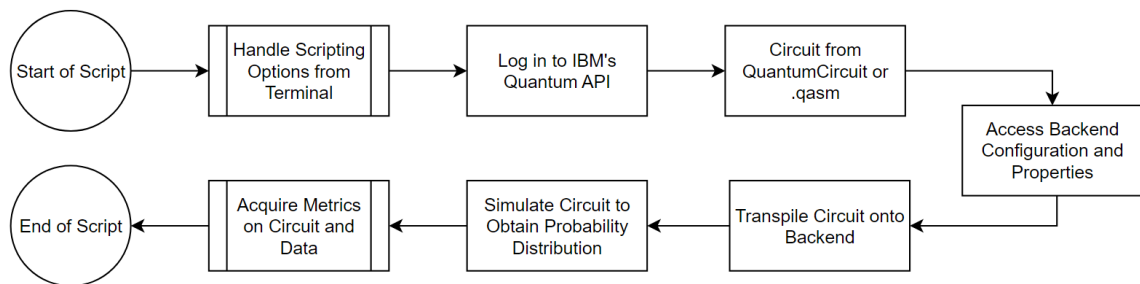 Start of Script
Handle Scripting
Options from
Terminal
Log in to IBM's
Quantum API
Circuit from
QuantumCircuit or
.qasm
Access Backend
Configuration and
Properties
Transpile Circuit onto
Backend
Simulate Circuit to
Obtain Probability
Distribution
Acquire Metrics
on Circuit and
Data
End of Script